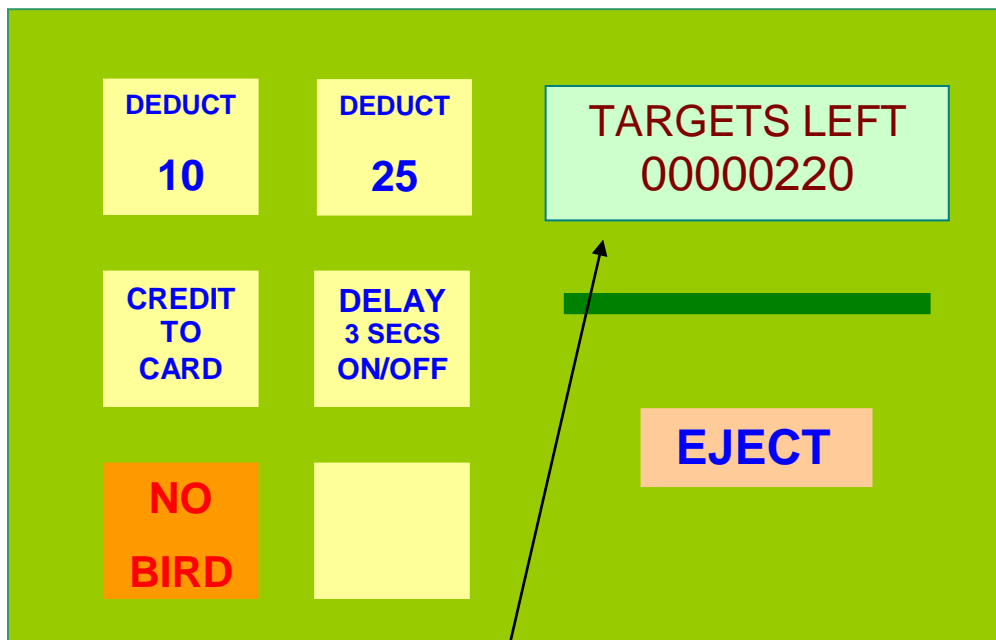 DEDUCT
10
DEDUCT
25
TARGETS LEFT
00000220
CREDIT
TO
CARD
DELAY
3 SECS
ON/OFF
EJECT
NO
BIRD